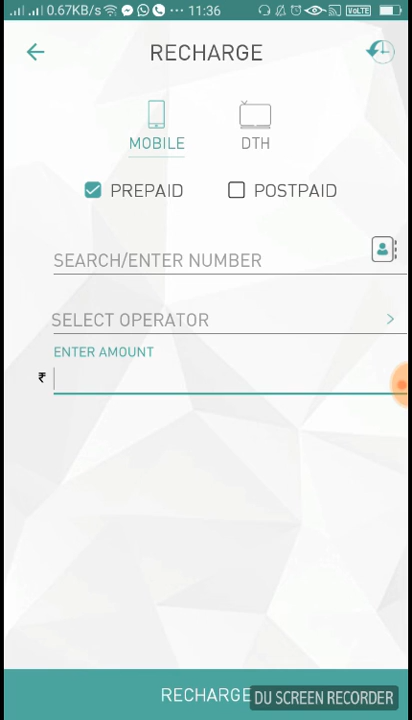 0.67KB/s ... 11:36 VoLTE
RECHARGE
MOBILE DTH
PREPAID POSTPAID
SEARCH/ENTER NUMBER
SELECT OPERATOR >
ENTER AMOUNT
₹
RECHARGE DU SCREEN RECORDER